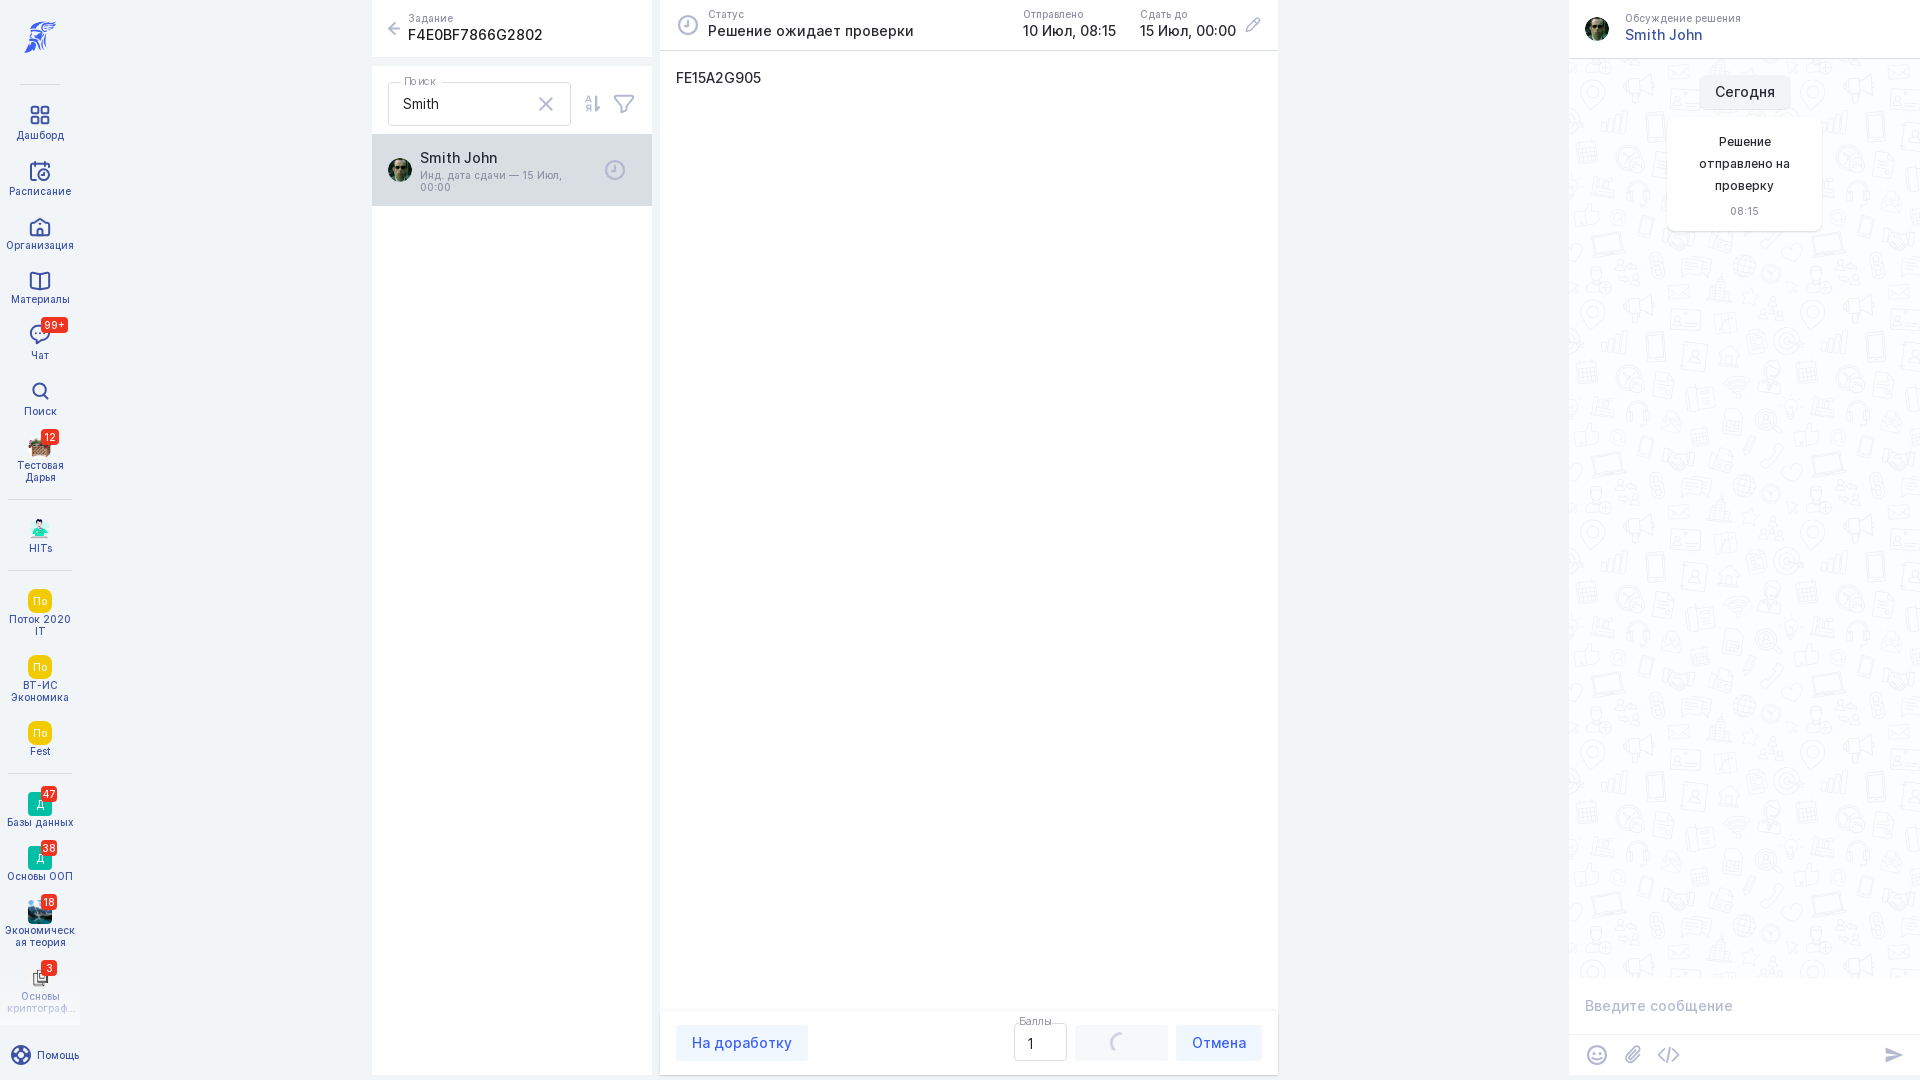 Дашборд
Расписание
Организация
Материалы
99+
Чат
Поиск
12
Тестовая
Дарья
HITs
По
Поток 2020
IT
По
ВТ-ИС
Экономика
По
Fest
47
Д
Базы данных
38
Д
Основы ООП
18
Экономическ
ая теория
3
Основы
криптограф...
Помощь
Задание
F4E0BF7866G2802
Поиск
Smith
А
Я
Smith John
Инд. дата сдачи — 15 Июл,
00:00
Статус
Решение ожидает проверки
Отправлено
10 Июл, 08:15
Сдать до
15 Июл, 00:00
FE15A2G905
На доработку
Баллы
1
Отмена
Обсуждение решения
Smith John
Сегодня
Решение
отправлено на
проверку
08:15
Введите сообщение